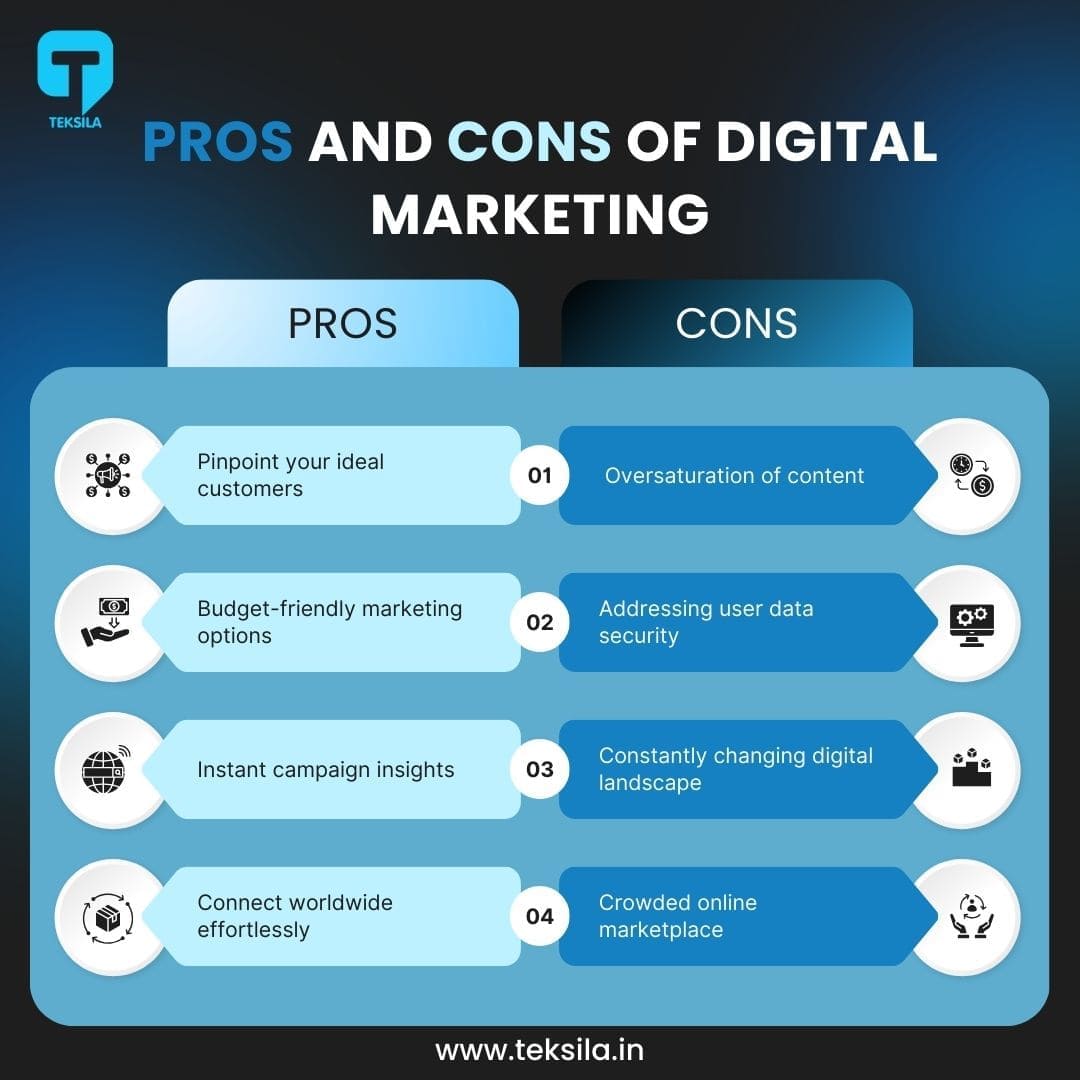 TEKSILA
PROS AND CONS OF DIGITAL
MARKETING
PROS
CONS
Pinpoint your ideal
customers
01
Oversaturation of content
Budget-friendly marketing
options
02
Addressing user data
security
Instant campaign insights
03
Constantly changing digital
landscape
Connect worldwide
effortlessly
04
Crowded online
marketplace
www.teksila.in